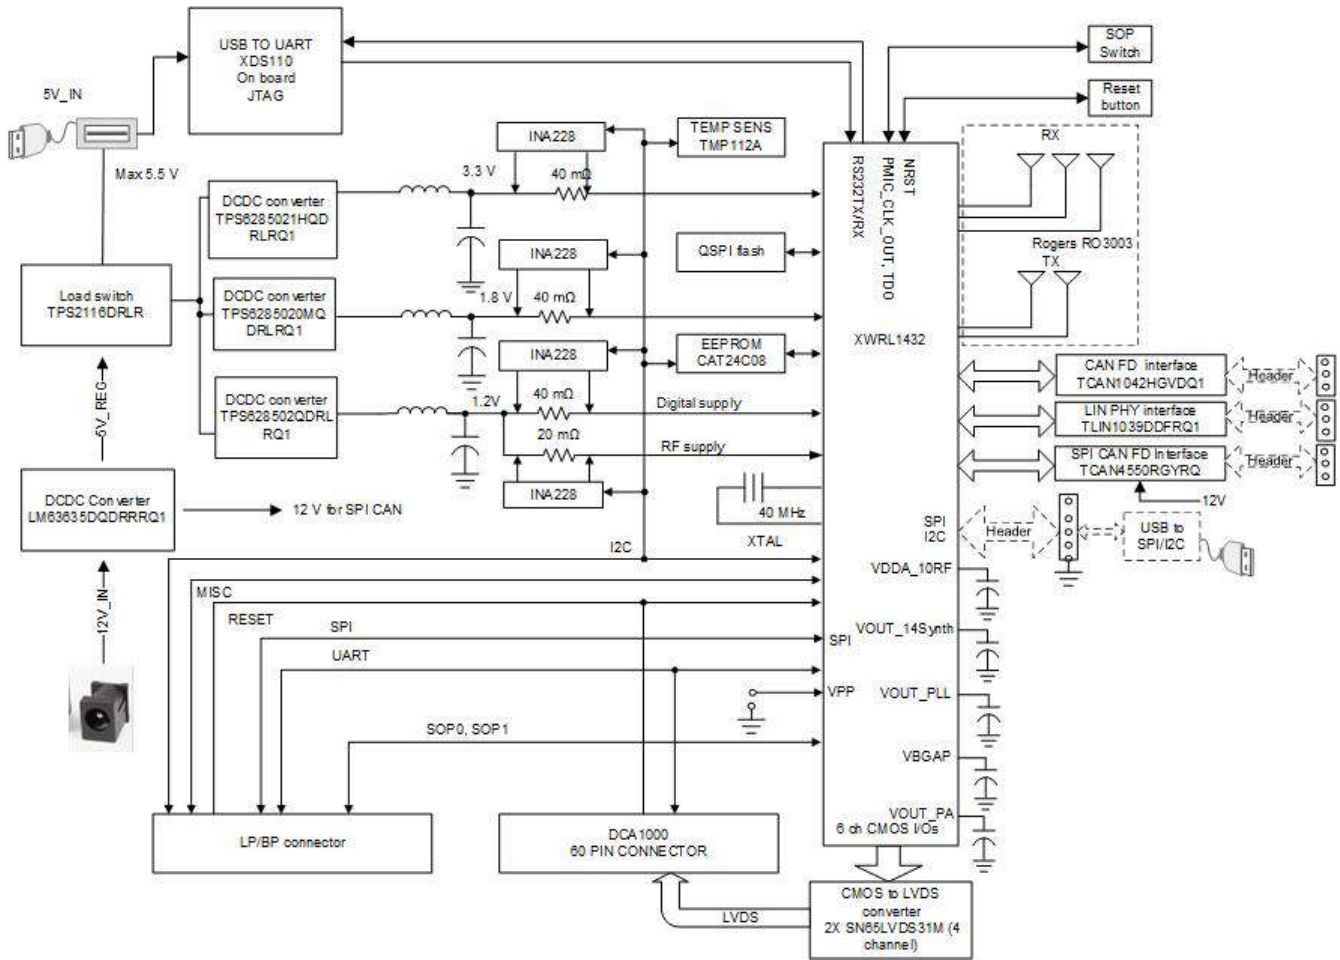 USB TO UART
XDS110
On board
JTAG
SOP
Switch
Reset
button
5V_IN
Max 5.5 V
INA228
TEMP SENS
TMP112A
RS232TX/RX
PMIC_CLK_OUT, TDO
NRST
RX
Rogers RO3003
TX
DCDC converter
TPS6285021HQD
RLRQ1
3.3 V
40 mΩ
INA228
QSPI flash
Load switch
TPS2116DRLR
DCDC converter
TPS6285020MQ
DRLRQ1
1.8 V
40 mΩ
INA228
EEPROM
CAT24C08
XWRL1432
CAN FD interface
TCAN1042HGVDQ1
Header
5V_REG
DCDC converter
TPS628502QDRL
RQ1
1.2V
40 mΩ
Digital supply
20 mΩ
RF supply
INA228
LIN PHY interface
TLIN1039DDFRQ1
Header
SPI CAN FD Interface
TCAN4550RGYRQ
Header
12V
DCDC Converter
LM63635DQDRRRQ1
12 V for SPI CAN
40 MHz
XTAL
SPI
I2C
Header
USB to
SPI/I2C
12V_IN
I2C
MISC
RESET
SPI
UART
SOP0, SOP1
SPI
VPP
VDDA_10RF
VOUT_14Synth
VOUT_PLL
VBGAP
VOUT_PA
6 ch CMOS I/Os
LP/BP connector
DCA1000
60 PIN CONNECTOR
LVDS
CMOS to LVDS
converter
2X SN65LVDS31M (4
channel)